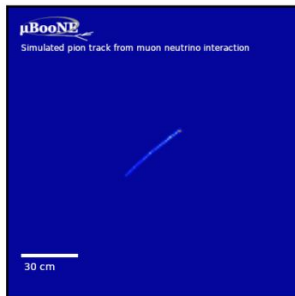 μBooNE
Simulated pion track from muon neutrino interaction
30 cm